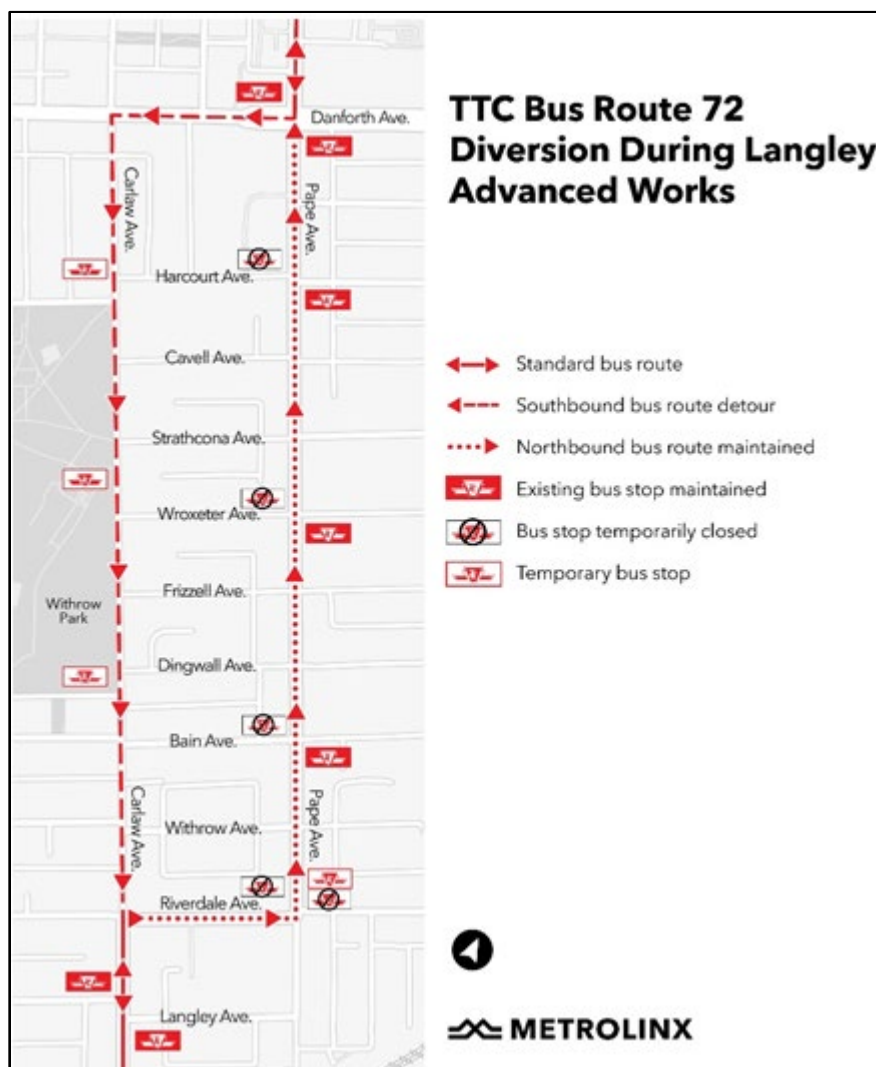 TTC Bus Route 72
Diversion During Langley
Advanced Works
Danforth Ave.
Carlaw Ave.
Pape Ave.
Harcourt Ave.
Cavell Ave.
Strathcona Ave.
Wroxeter Ave.
Frizzell Ave.
Withrow
Park
Dingwall Ave.
Bain Ave.
Carlaw Ave.
Pape Ave.
Withrow Ave.
Riverdale Ave.
Langley Ave.
Standard bus route
Southbound bus route detour
Northbound bus route maintained
Existing bus stop maintained
Bus stop temporarily closed
Temporary bus stop
METROLINX